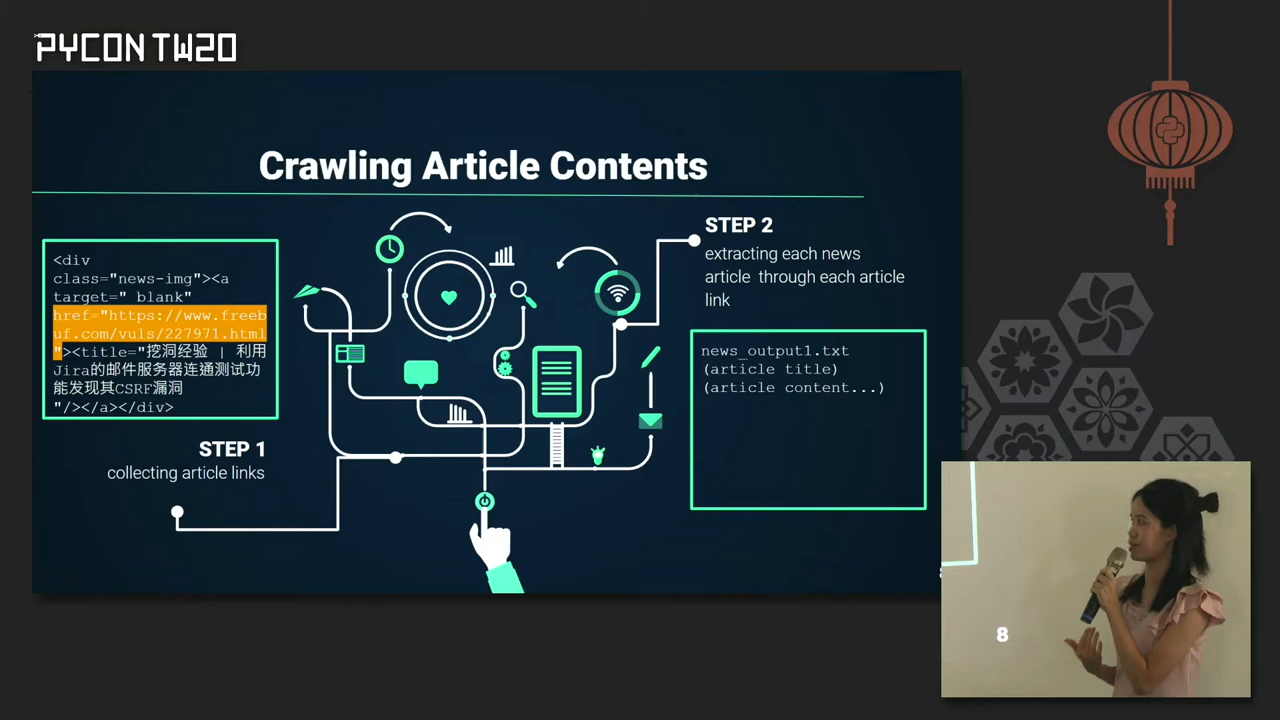 PYCON TW20
Crawling Article Contents
<div
class="news-img"><a
target=" blank"
href="https://www.freeb
uf.com/vuls/227971.html
"><title="挖洞经验 | 利用
Jira的邮件服务器连通测试功
能发现其CSRF漏洞
"/></a></div>
STEP 1
collecting article links
STEP 2
extracting each news
article through each article
link
news_output1.txt
(article title)
(article content...)
8